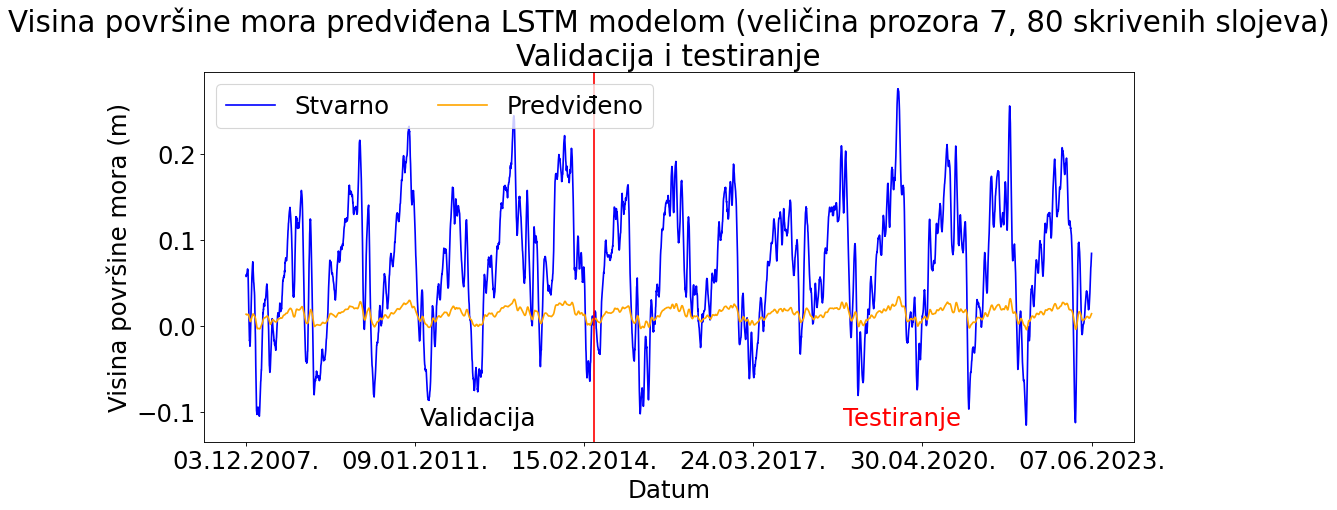 Visina površine mora predviđena LSTM modelom (veličina prozora 7, 80 skrivenih slojeva)
Validacija i testiranje
Stvarno Predviđeno
Visina površine mora (m)
0.2
0.1
0.0
−0.1
Validacija Testiranje
03.12.2007. 09.01.2011. 15.02.2014. 24.03.2017. 30.04.2020. 07.06.2023.
Datum